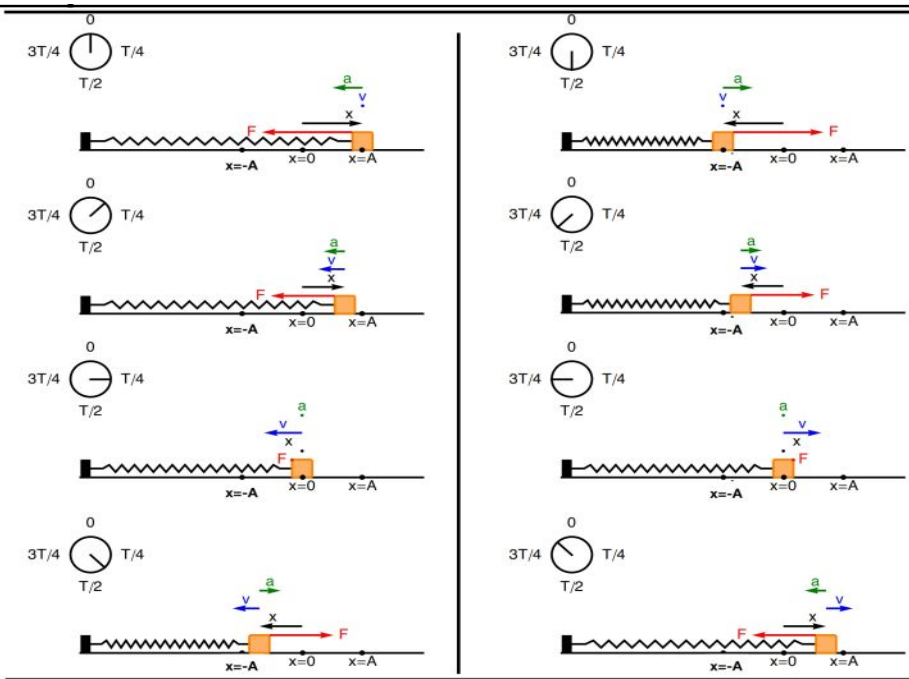 0
3T/4 T/4
T/2
a
v
x
F
x=-A x=0 x=A
0
3T/4 T/4
T/2
a
v
x
F
x=-A x=0 x=A
0
3T/4 T/4
T/2
a
v
x
F
x=-A x=0 x=A
0
3T/4 T/4
T/2
a
v
x
F
x=-A x=0 x=A
0
3T/4 T/4
T/2
a
v
x
F
x=-A x=0 x=A
0
3T/4 T/4
T/2
a
v
x
F
x=-A x=0 x=A
0
3T/4 T/4
T/2
a
v
x
F
x=-A x=0 x=A
0
3T/4 T/4
T/2
a
v
x
F
x=-A x=0 x=A